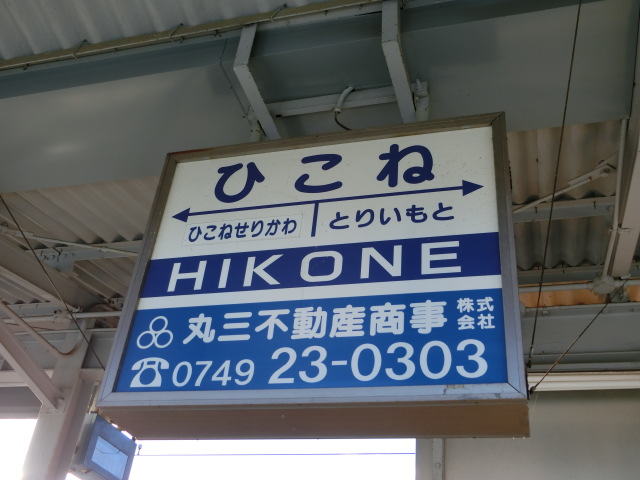 ひこね
ひこねせりかわ とりいもと
HIKONE
丸三不動産商事 株式会社
☎0749 23-0303